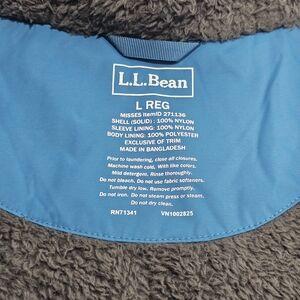 L.L.Bean
L REG
MISSES ItemID 271136
SHELL (SOLID) : 100% NYLON
SLEEVE LINING: 100% NYLON
BODY LINING: 100% POLYESTER
EXCLUSIVE OF TRIM
MADE IN BANGLADESH
Prior to laundering, close all closures.
Machine wash cold. With like colors.
Mild detergent. Rinse thoroughly.
Do not bleach. Do not use fabric softeners.
Tumble dry low. Remove promptly.
Do not iron. Do not steam press or steam.
Do not dry clean.
RN71341 VN1002825